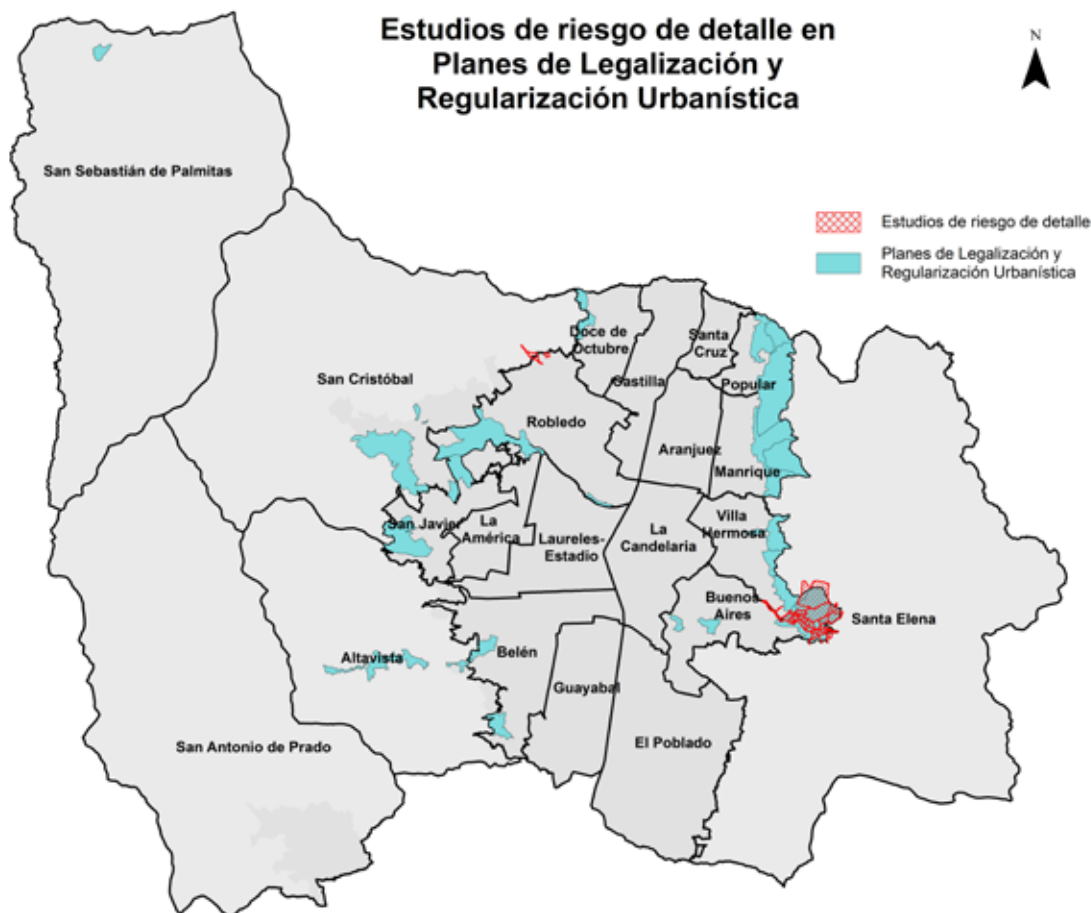 Estudios de riesgo de detalle en
Planes de Legalización y
Regularización Urbanística
N
San Sebastián de Palmitas
Estudios de riesgo de detalle
Planes de Legalización y
Regularización Urbanística
Doce de
Octubre
Santa
Cruz
San Cristóbal
Castilla
Popular
Robledo
Aranjuez
Manrique
San Javier
La
América
Laureles-
Estadio
La
Candelaria
Villa
Hermosa
Buenos
Aires
Santa Elena
Altavista
Belén
Guayabal
El Poblado
San Antonio de Prado